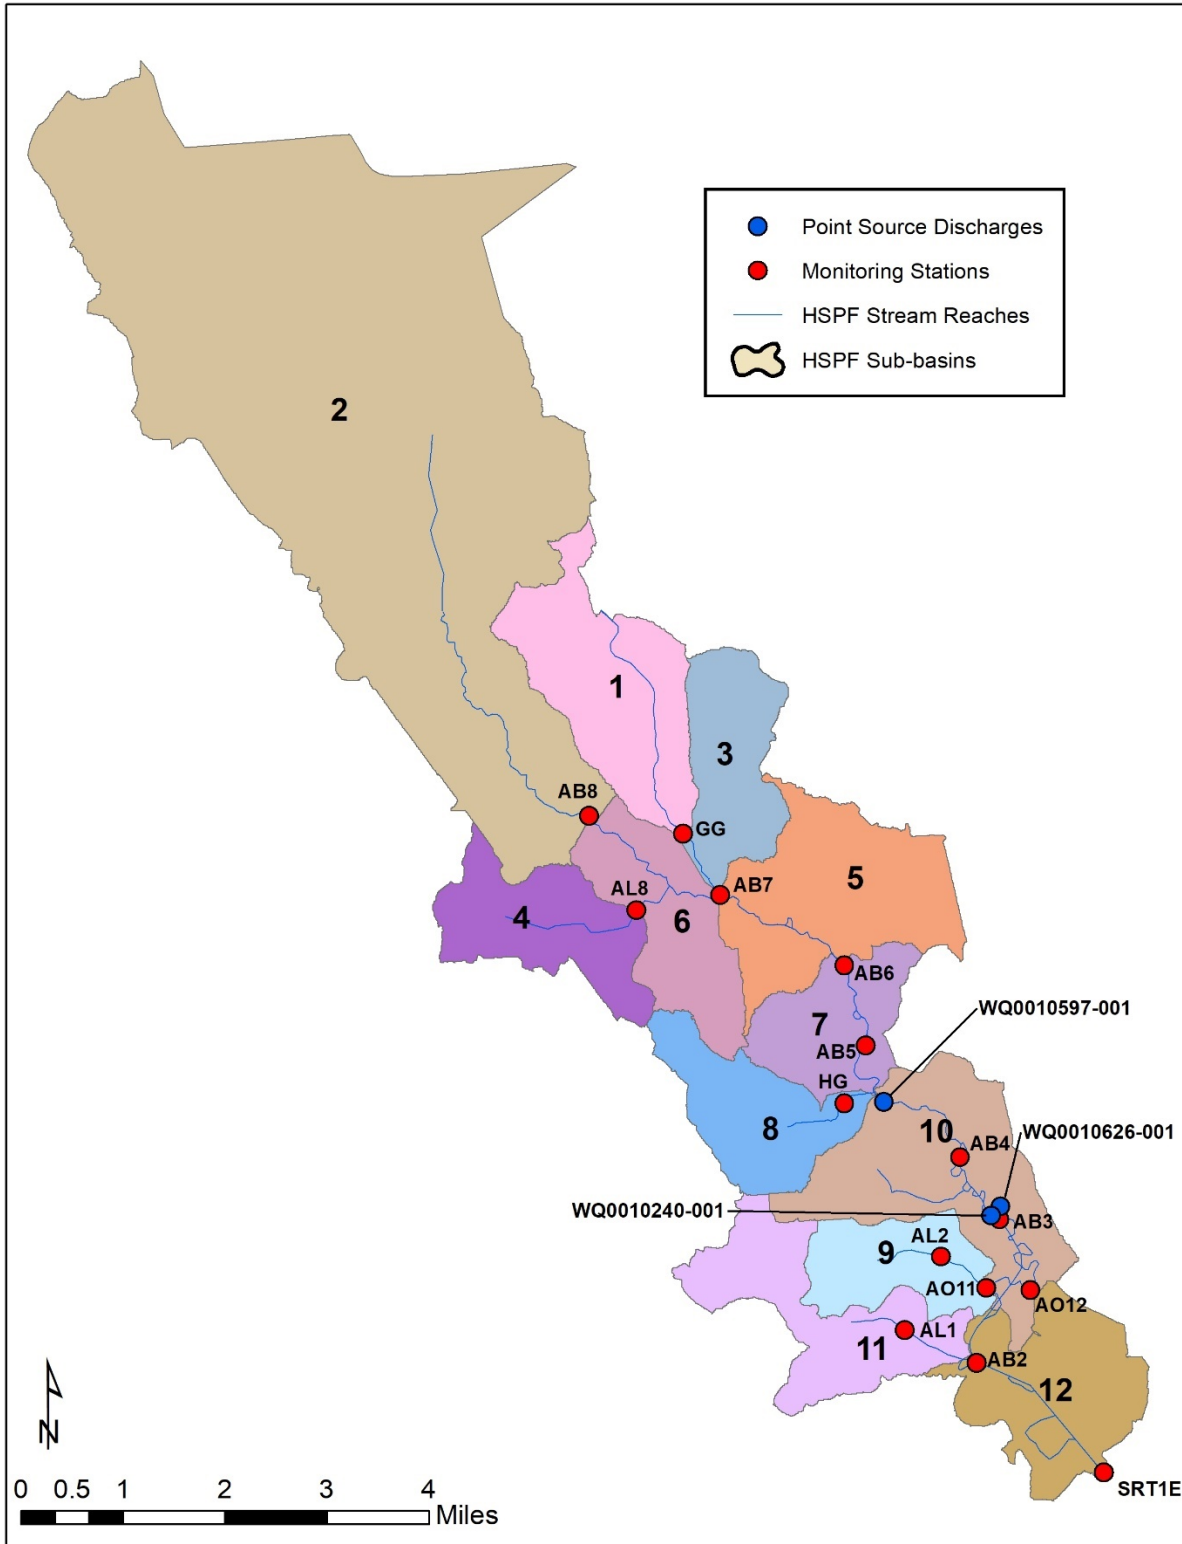 Point Source Discharges
Monitoring Stations
HSPF Stream Reaches
HSPF Sub-basins
2
1
3
AB8
GG
5
AB7
AL8
4
6
AB6
WQ0010597-001
7
AB5
HG
8
10
WQ0010626-001
AB4
WQ0010240-001
AB3
AL2
9
AO11
AO12
AL1
11
AB2
12
N
SRT1E
0 0.5 1 2 3 4
Miles